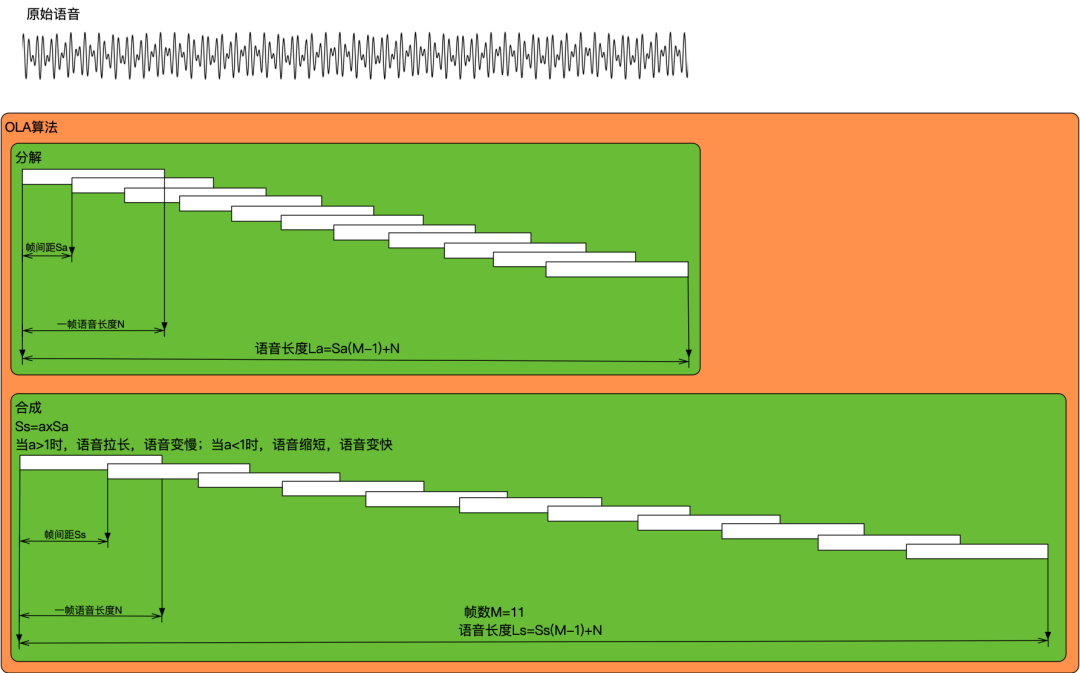 原始语音
OLA算法
分解
帧间距Sa
一帧语音长度N
语音长度La=Sa(M-1)+N
合成
Ss=axSa
当a>1时，语音拉长，语音变慢；当a<1时，语音缩短，语音变快
帧间距Ss
一帧语音长度N
帧数M=11
语音长度Ls=Ss(M-1)+N